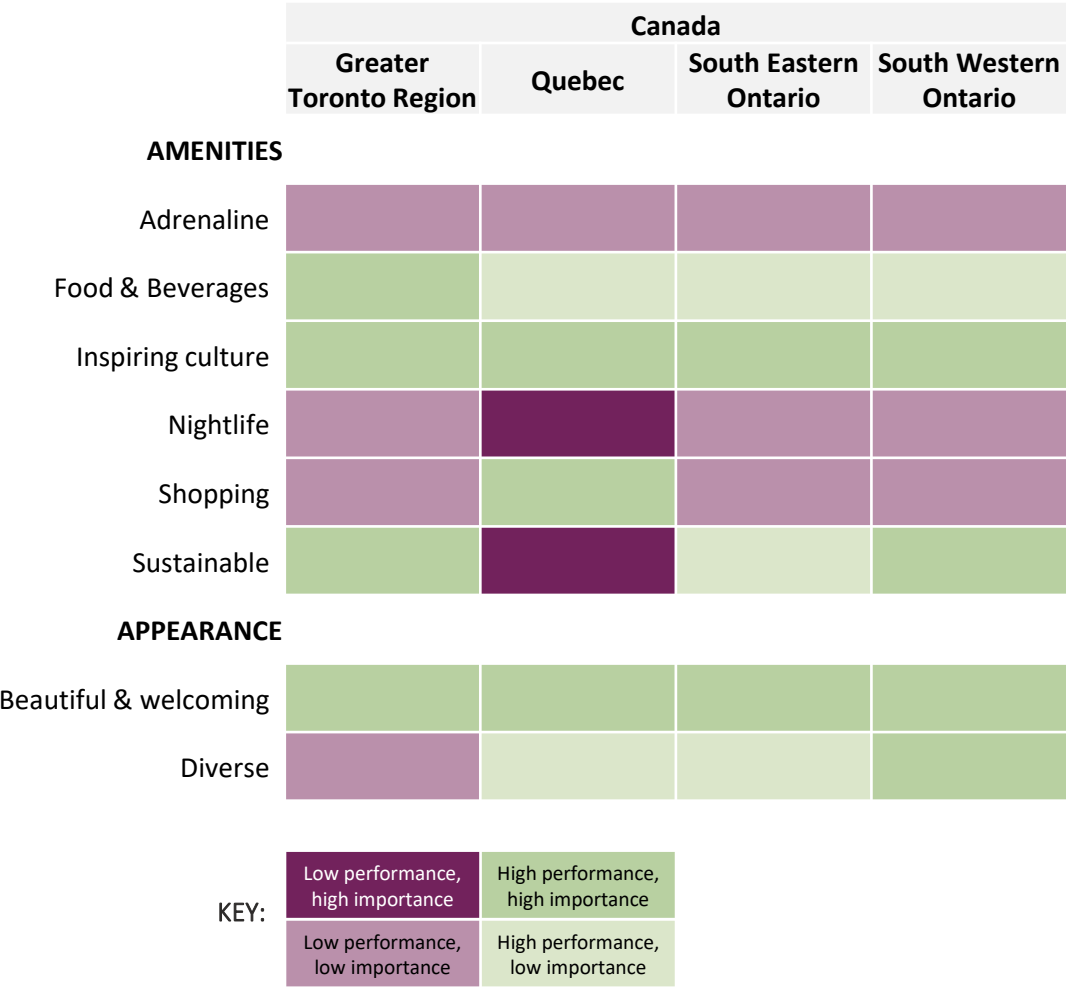 Canada
Greater
Toronto Region
Quebec
South Eastern
Ontario
South Western
Ontario
AMENITIES
Adrenaline
Food & Beverages
Inspiring culture
Nightlife
Shopping
Sustainable
APPEARANCE
Beautiful & welcoming
Diverse
KEY:
Low performance,
high importance
High performance,
high importance
Low performance,
low importance
High performance,
low importance